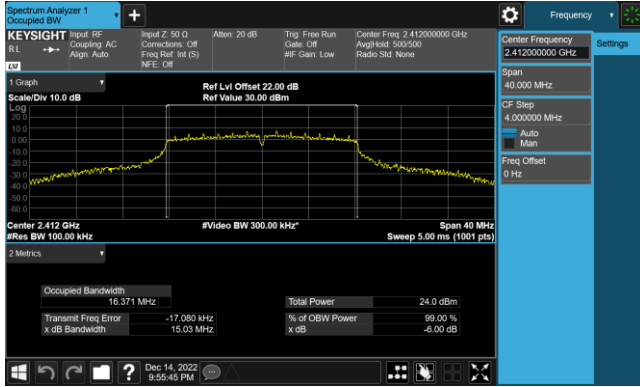 Spectrum Analyzer 1
Occupied BW
+
Frequency
KEYSIGHT
R L
LXI
Input: RF
Coupling: AC
Align: Auto
Input Z: 50 Ω
Corrections: Off
Freq Ref: Int (S)
NFE: Off
Atten: 20 dB
Trig: Free Run
Gate: Off
#IF Gain: Low
Center Freq: 2.412000000 GHz
Avg|Hold: 500/500
Radio Std: None
Center Frequency
2.412000000 GHz
Settings
Span
40.000 MHz
CF Step
4.000000 MHz
Auto
Man
Freq Offset
0 Hz
1 Graph
Scale/Div 10.0 dB
Ref Lvl Offset 22.00 dB
Ref Value 30.00 dBm
Log
20.0
10.0
0.00
-10.0
-20.0
-30.0
-40.0
-50.0
-60.0
Center 2.412 GHz
#Res BW 100.00 kHz
#Video BW 300.00 kHz*
Span 40 MHz
Sweep 5.00 ms (1001 pts)
2 Metrics
Occupied Bandwidth
16.371 MHz
Transmit Freq Error -17.080 kHz
x dB Bandwidth 15.03 MHz
Total Power 24.0 dBm
% of OBW Power 99.00 %
x dB -6.00 dB
?
Dec 14, 2022
9:55:45 PM